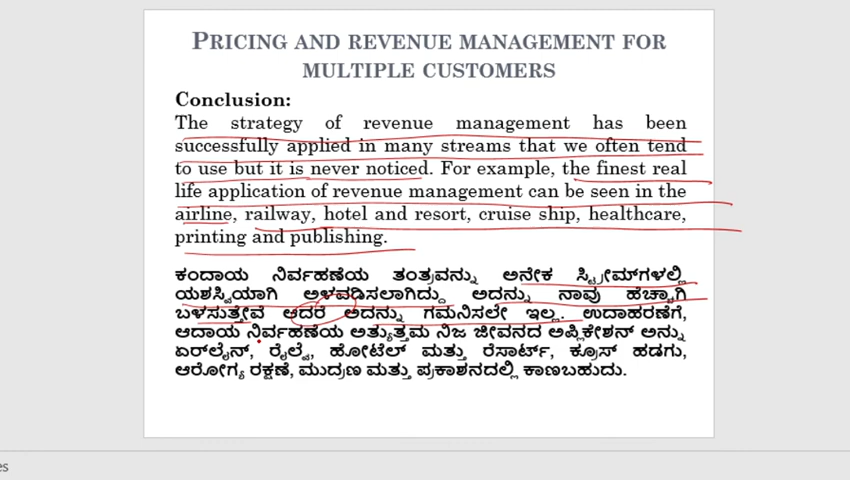 PRICING AND REVENUE MANAGEMENT FOR
MULTIPLE CUSTOMERS
Conclusion:
The strategy of revenue management has been
successfully applied in many streams that we often tend
to use but it is never noticed. For example, the finest real
life application of revenue management can be seen in the
airline, railway, hotel and resort, cruise ship, healthcare,
printing and publishing.
ಕಂದಾಯ ನಿರ್ವಹಣೆಯ ತಂತ್ರವನ್ನು ಅನೇಕ ಸ್ಟ್ರೀಮ್‌ಗಳಲ್ಲಿ
ಯಶಸ್ವಿಯಾಗಿ ಅಳವಡಿಸಲಾಗಿದ್ದು ಅದನ್ನು ನಾವು ಹೆಚ್ಚಾಗಿ
ಬಳಸುತ್ತೇವೆ ಆದರೆ ಅದನ್ನು ಗಮನಿಸಲೇ ಇಲ್ಲ. ಉದಾಹರಣೆಗೆ,
ಆದಾಯ ನಿರ್ವಹಣೆಯ ಅತ್ಯುತ್ತಮ ನಿಜ ಜೀವನದ ಅಪ್ಲಿಕೇಶನ್ ಅನ್ನು
ಏರ್‌ಲೈನ್, ರೈಲ್ವೆ, ಹೋಟೆಲ್ ಮತ್ತು ರೆಸಾರ್ಟ್, ಕ್ರೂಸ್ ಹಡಗು,
ಆರೋಗ್ಯ ರಕ್ಷಣೆ, ಮುದ್ರಣ ಮತ್ತು ಪ್ರಕಾಶನದಲ್ಲಿ ಕಾಣಬಹುದು.